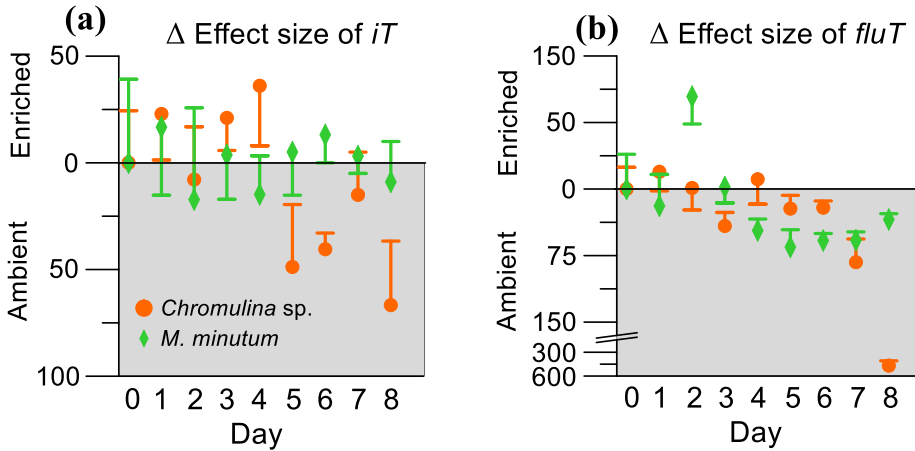 (a)
Δ Effect size of iT
50
0
50
100
Enriched
Ambient
Chromulina sp.
M. minutum
0 1 2 3 4 5 6 7 8
Day
(b)
Δ Effect size of fluT
150
50
0
75
150
300
600
Enriched
Ambient
0 1 2 3 4 5 6 7 8
Day